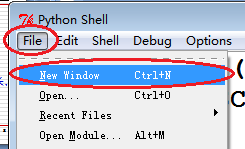 Python Shell
File Edit Shell Debug Options
New Window Ctrl+N
Open... Ctrl+O
Recent Files
Open Module... Alt+M
(
C